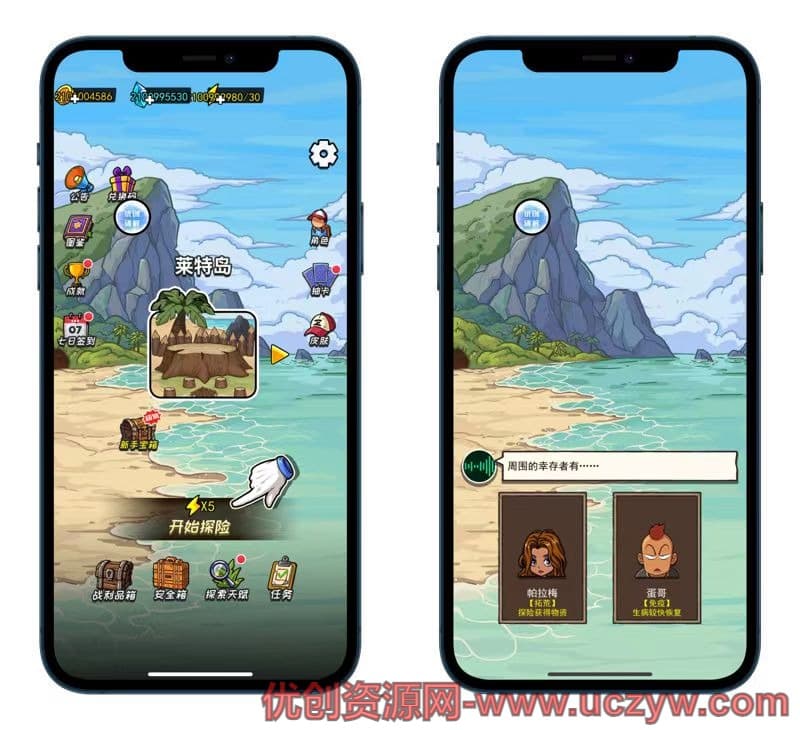 公告
兑换码
图鉴
成就
07
七日签到
角色
抽卡
皮肤
莱特岛
新手宝箱
X5
开始探险
战利品箱
安全箱
探索天赋
任务
周围的幸存者有……
帕拉梅
【拓荒】
探险获得物资
蛋哥
【免疫】
生病较快恢复
优创资源网-www.uczyw.com